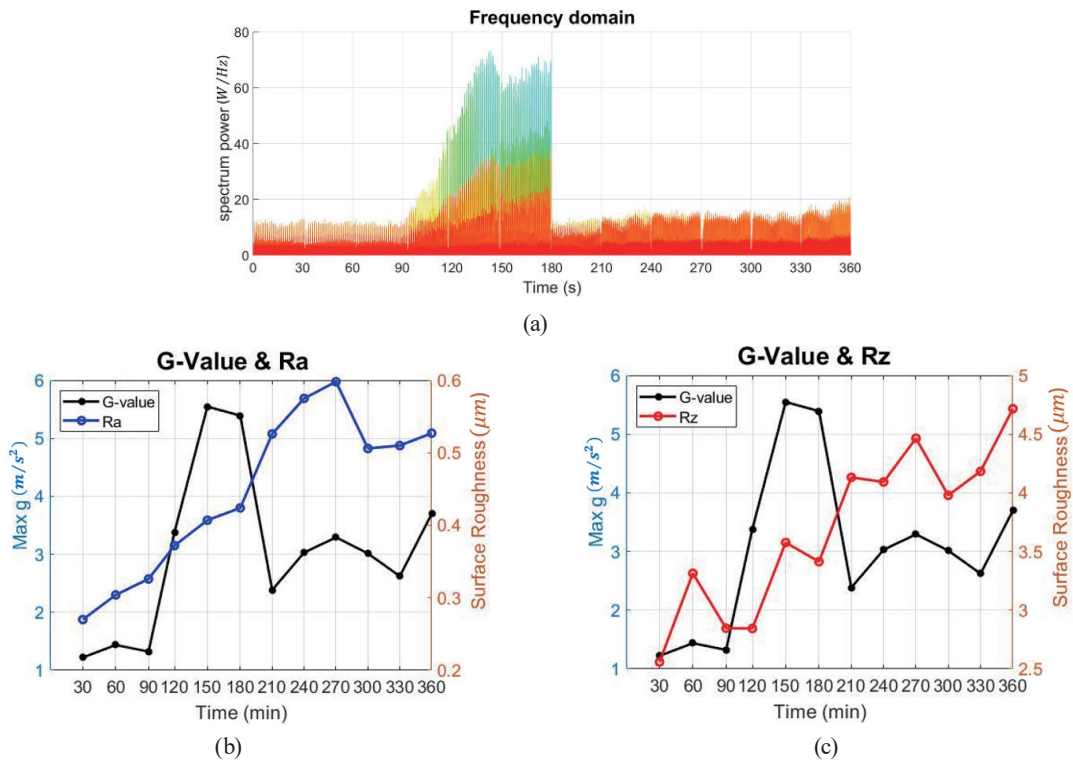 Frequency domain
spectrum power (W/Hz)
80
60
40
20
0
0 30 60 90 120 150 180 210 240 270 300 330 360
Time (s)
(a)
G-Value & Ra
Max g (m/s²)
6
5
4
3
2
1
G-value
Ra
0.6
0.5
0.4
0.3
0.2
Surface Roughness (μm)
30 60 90 120 150 180 210 240 270 300 330 360
Time (min)
(b)
G-Value & Rz
Max g (m/s²)
6
5
4
3
2
1
G-value
Rz
5
4.5
4
3.5
3
2.5
Surface Roughness (μm)
30 60 90 120 150 180 210 240 270 300 330 360
Time (min)
(c)